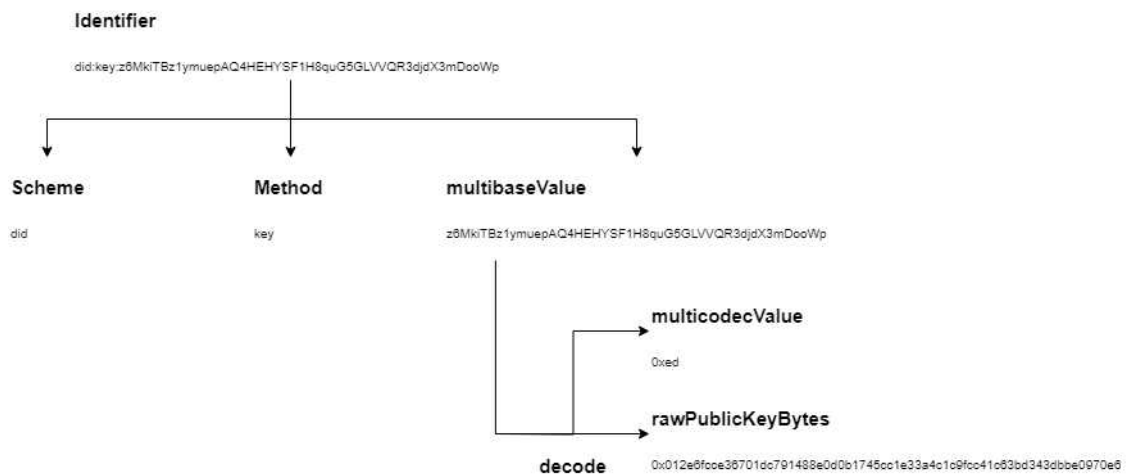 Identifier
did:key:z6MkiTBz1ymuepAQ4HEHYSF1H8quG5GLVVQR3djdX3mDooWp
Scheme
Method
multibaseValue
did
key
z6MkiTBz1ymuepAQ4HEHYSF1H8quG5GLVVQR3djdX3mDooWp
multicodecValue
0xed
rawPublicKeyBytes
decode
0x012e6fcce36701dc791488e0d0b1745cc1e33a4c1c9fcc41c63bd343dbbe0970e6